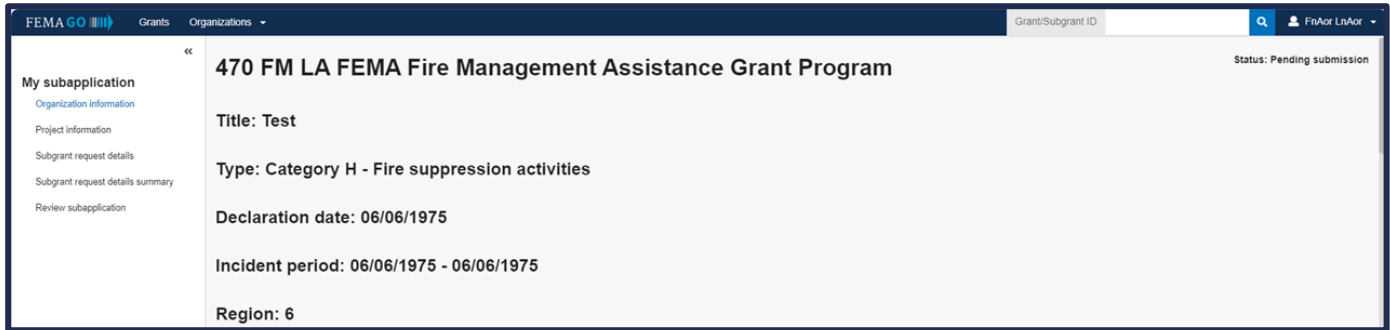 FEMA GO Grants Organizations Grant/Subgrant ID FnAor LnAor
«
My subapplication
Organization information
Project information
Subgrant request details
Subgrant request details summary
Review subapplication
470 FM LA FEMA Fire Management Assistance Grant Program
Status: Pending submission
Title: Test
Type: Category H - Fire suppression activities
Declaration date: 06/06/1975
Incident period: 06/06/1975 - 06/06/1975
Region: 6